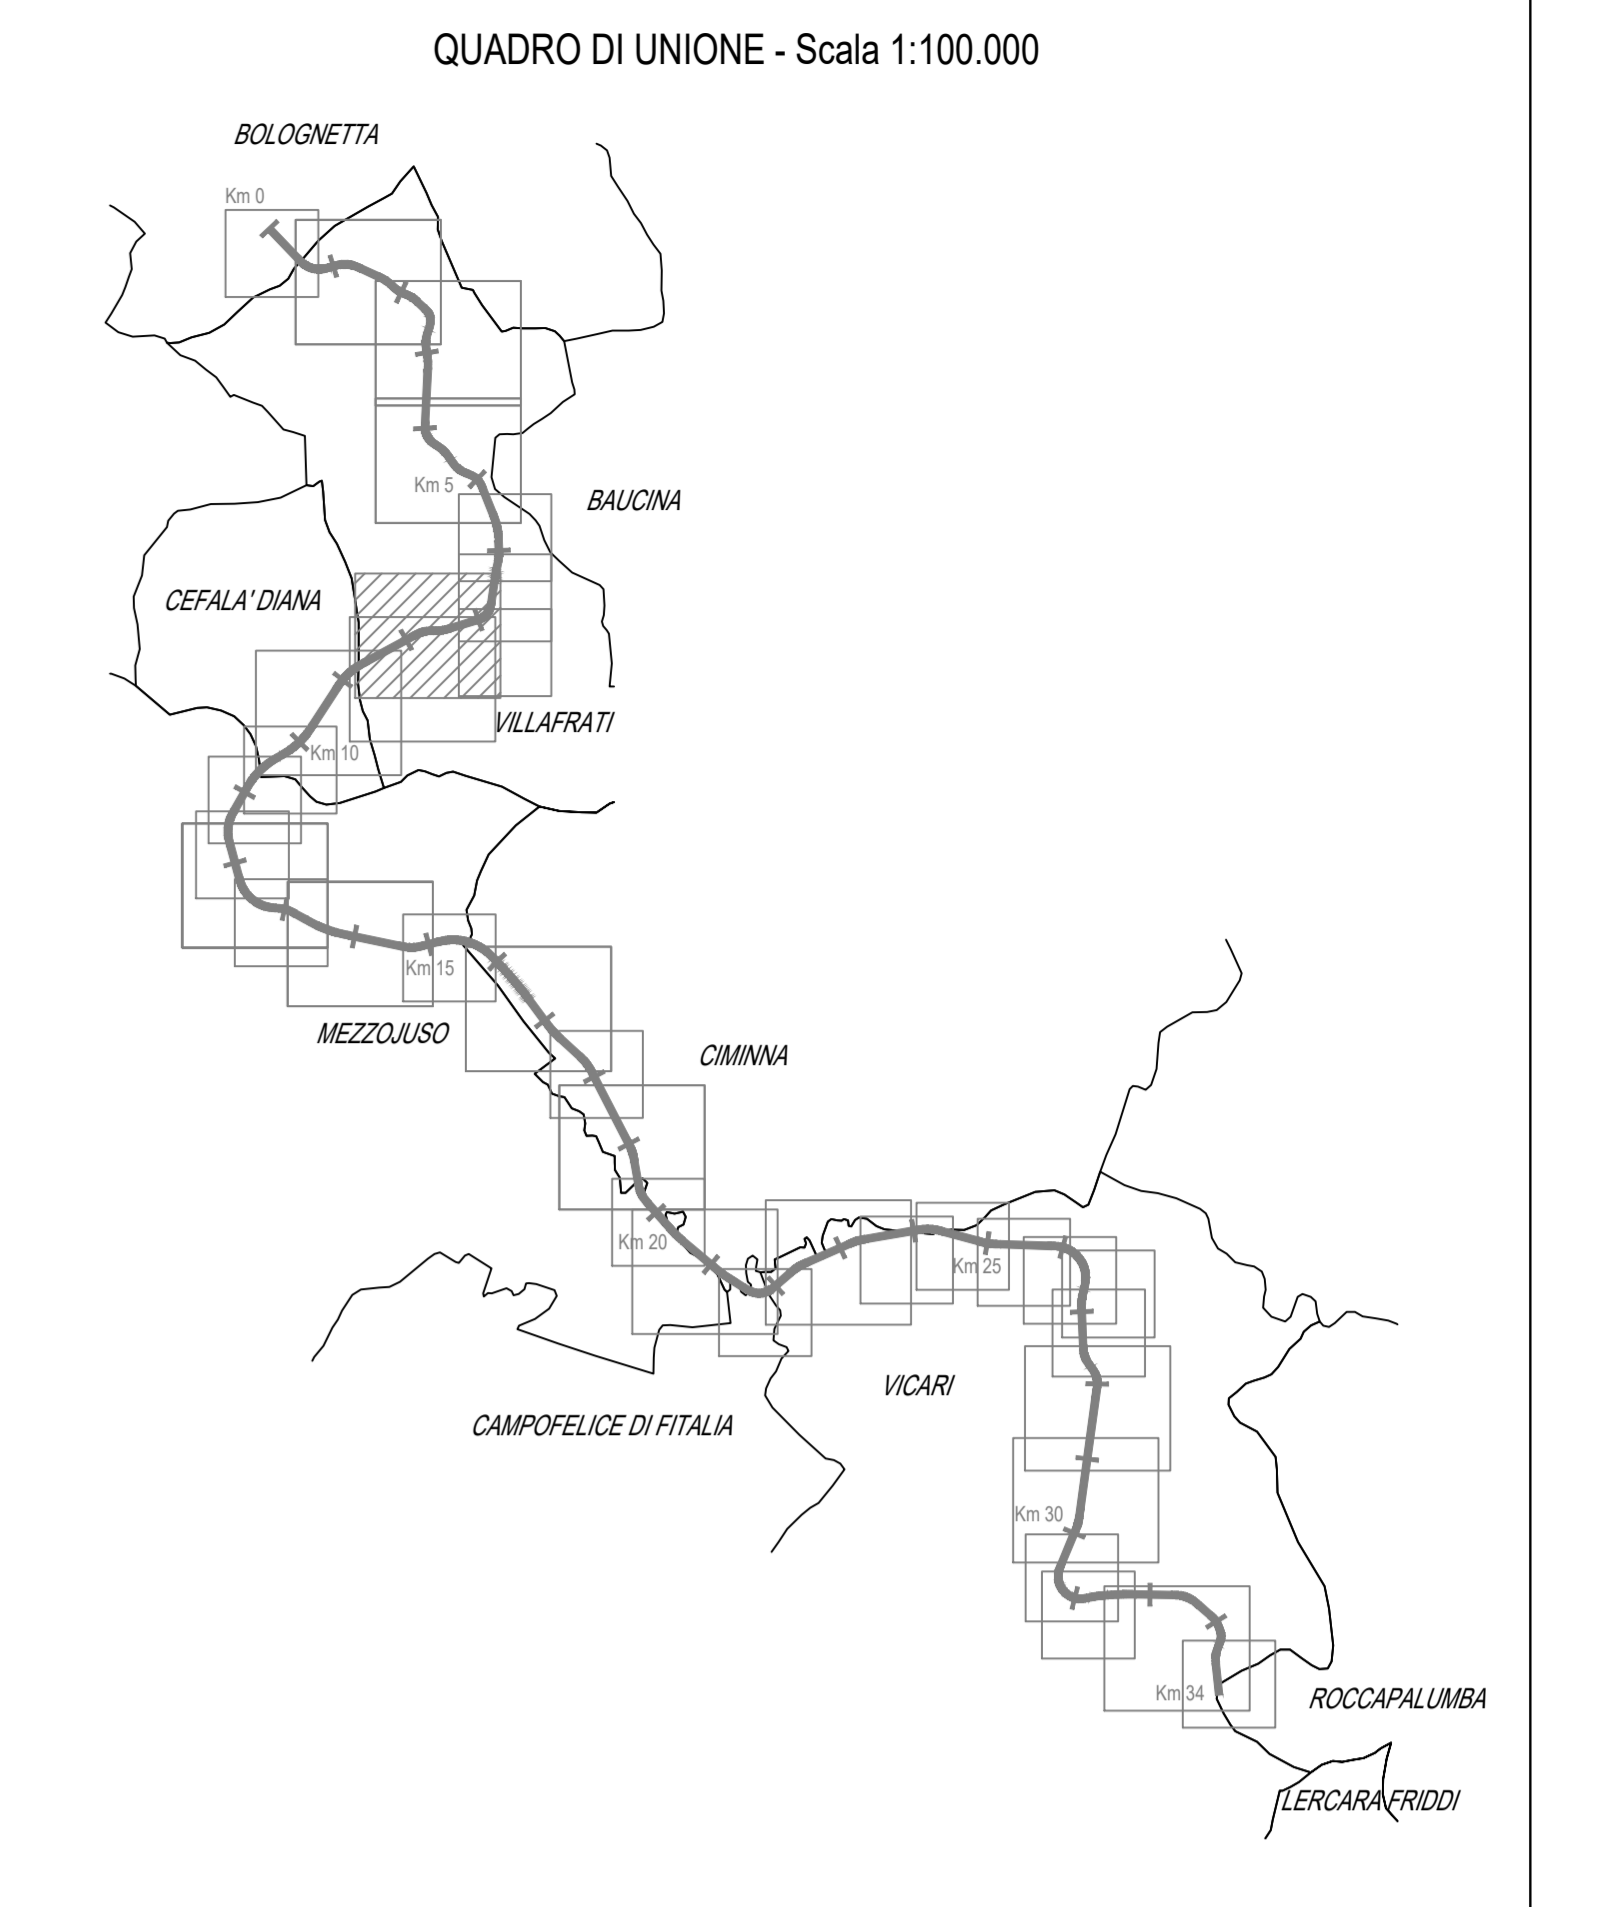 QUADRO DI UNIONE - Scala 1:100.000
BOLOGNETTA
Km 0
Km 5
BAUCINA
CEFALA' DIANA
VILLAFRATI
Km 10
Km 15
MEZZOJUSO
CIMINNA
Km 20
Km 25
VICARI
CAMPOFELICE DI FITALIA
Km 30
Km 34
ROCCAPALUMBA
LERCARA FRIDDI